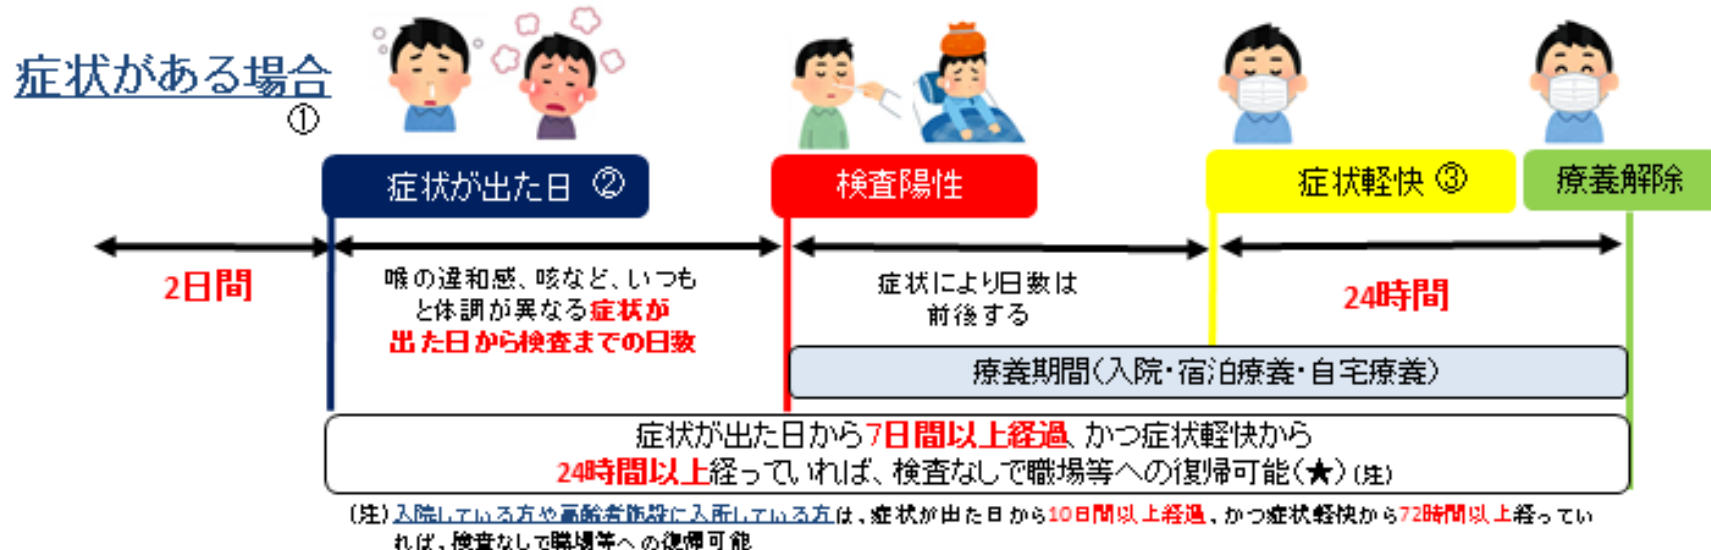 症状がある場合
①
症状が出た日 ②
検査陽性
症状軽快 ③
療養解除
2日間
喉の違和感、咳など、いつも
と体調が異なる症状が
出た日から検査までの日数
症状により日数は
前後する
24時間
療養期間(入院・宿泊療養・自宅療養)
症状が出た日から7日間以上経過、かつ症状軽快から
24時間以上経っていれば、検査なしで職場等への復帰可能(★)(注)
(注)入院している方や高齢者施設に入所している方は、症状が出た日から10日間以上経過、かつ症状軽快から72時間以上経ってい
れば、検査なしで職場等への復帰可能